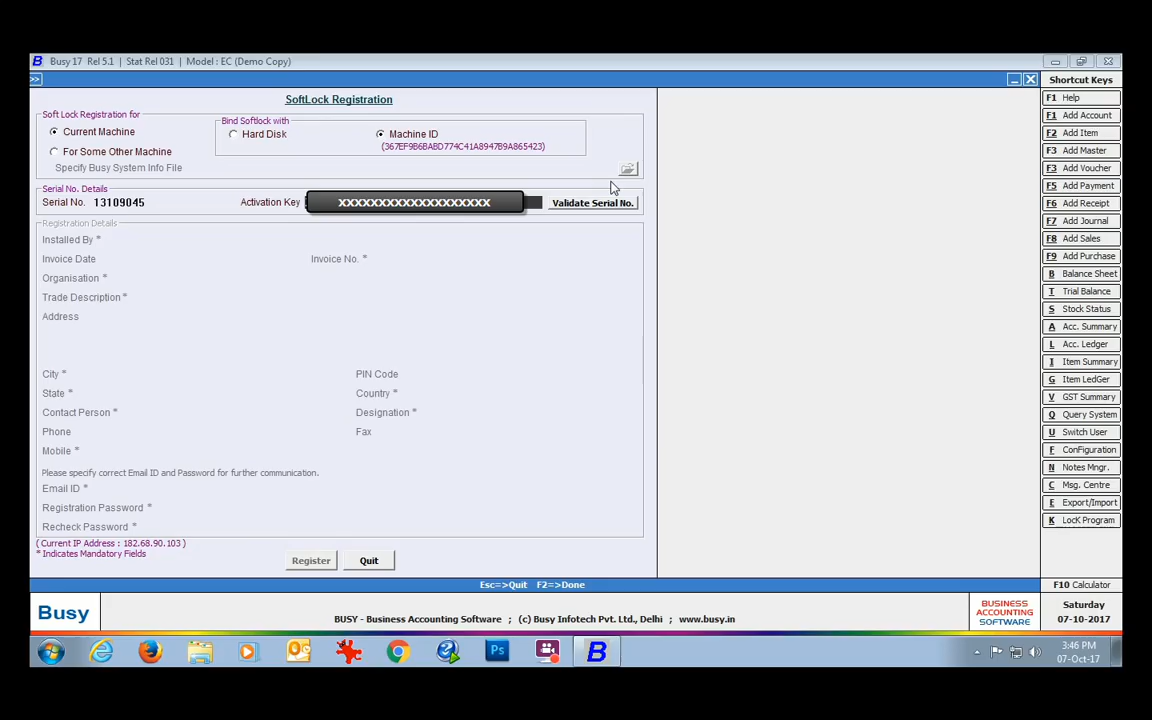 Busy 17 Rel 5.1 | Stat Rel 031 | Model : EC (Demo Copy)
>>
Shortcut Keys
SoftLock Registration
Soft Lock Registration for
Current Machine
For Some Other Machine
Specify Busy System Info File
Bind Softlock with
Hard Disk
Machine ID
(367EF9B6BABD774C41A8947B9A865423)
Serial No. Details
Serial No. 13109045
Activation Key xxxxxxxxxxxxxxxxxxx
Validate Serial No.
Registration Details
Installed By *
Invoice Date
Invoice No. *
Organisation *
Trade Description *
Address
City *
PIN Code
State *
Country *
Contact Person *
Designation *
Phone
Fax
Mobile *
Please specify correct Email ID and Password for further communication.
Email ID *
Registration Password *
Recheck Password *
( Current IP Address : 182.68.90.103 )
* Indicates Mandatory Fields
Register
Quit
F1 Help
F1 Add Account
F2 Add Item
F3 Add Master
F3 Add Voucher
F5 Add Payment
F6 Add Receipt
F7 Add Journal
F8 Add Sales
F9 Add Purchase
B Balance Sheet
T Trial Balance
S Stock Status
A Acc. Summary
L Acc. Ledger
I Item Summary
G Item LedGer
V GST Summary
Q Query System
U Switch User
F ConFiguration
N Notes Mngr.
C Msg. Centre
E Export/Import
K LocK Program
Esc=>Quit F2=>Done
F10 Calculator
Busy
BUSY - Business Accounting Software ; (c) Busy Infotech Pvt. Ltd., Delhi ; www.busy.in
BUSINESS
ACCOUNTING
SOFTWARE
Saturday
07-10-2017
Ps
3:46 PM
07-Oct-17